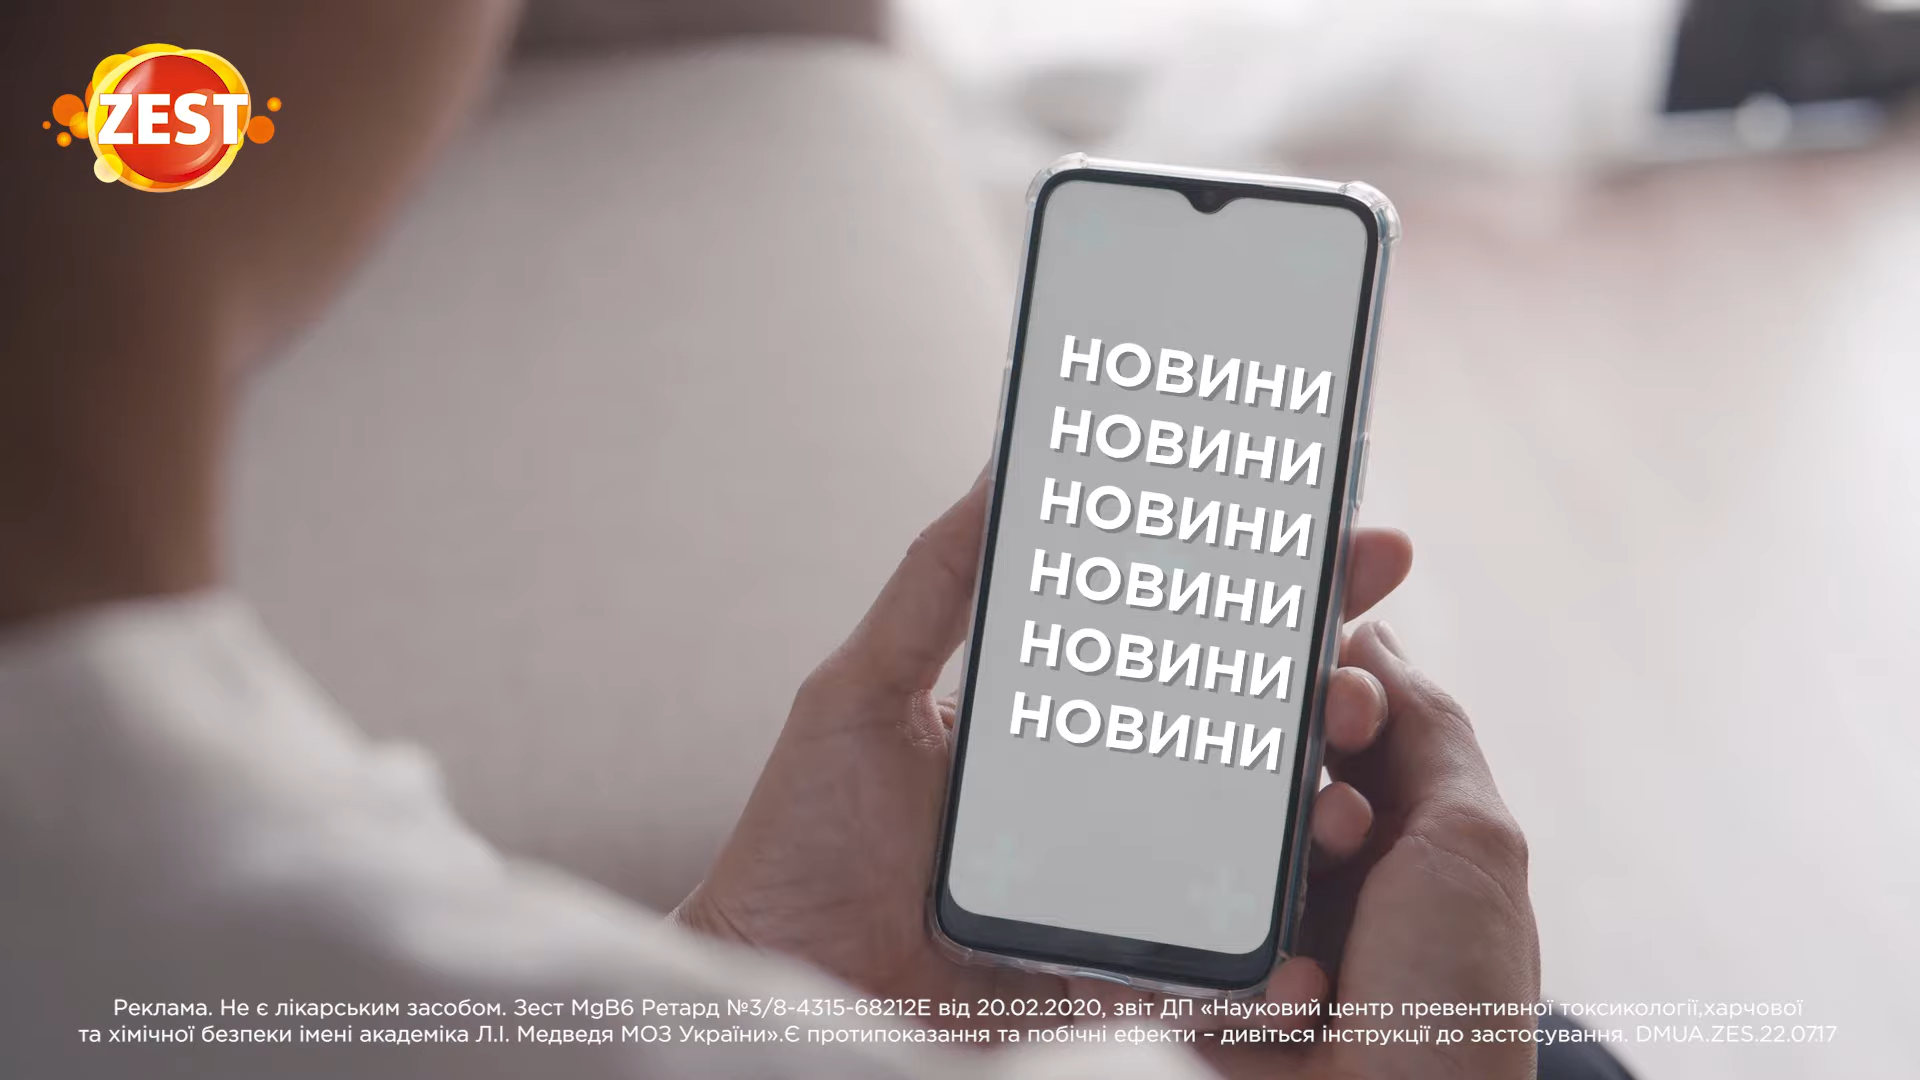 ZEST
НОВИНИ
НОВИНИ
НОВИНИ
НОВИНИ
НОВИНИ
НОВИНИ
Реклама. Не є лікарським засобом. Зест MgB6 Ретард №3/8-4315-68212Е від 20.02.2020, звіт ДП «Науковий центр превентивної токсикології,харчової
та хімічної безпеки імені академіка Л.І. Медведя МОЗ України».Є протипоказання та побічні ефекти – дивіться інструкції до застосування. DMUA.ZES.22.07.17